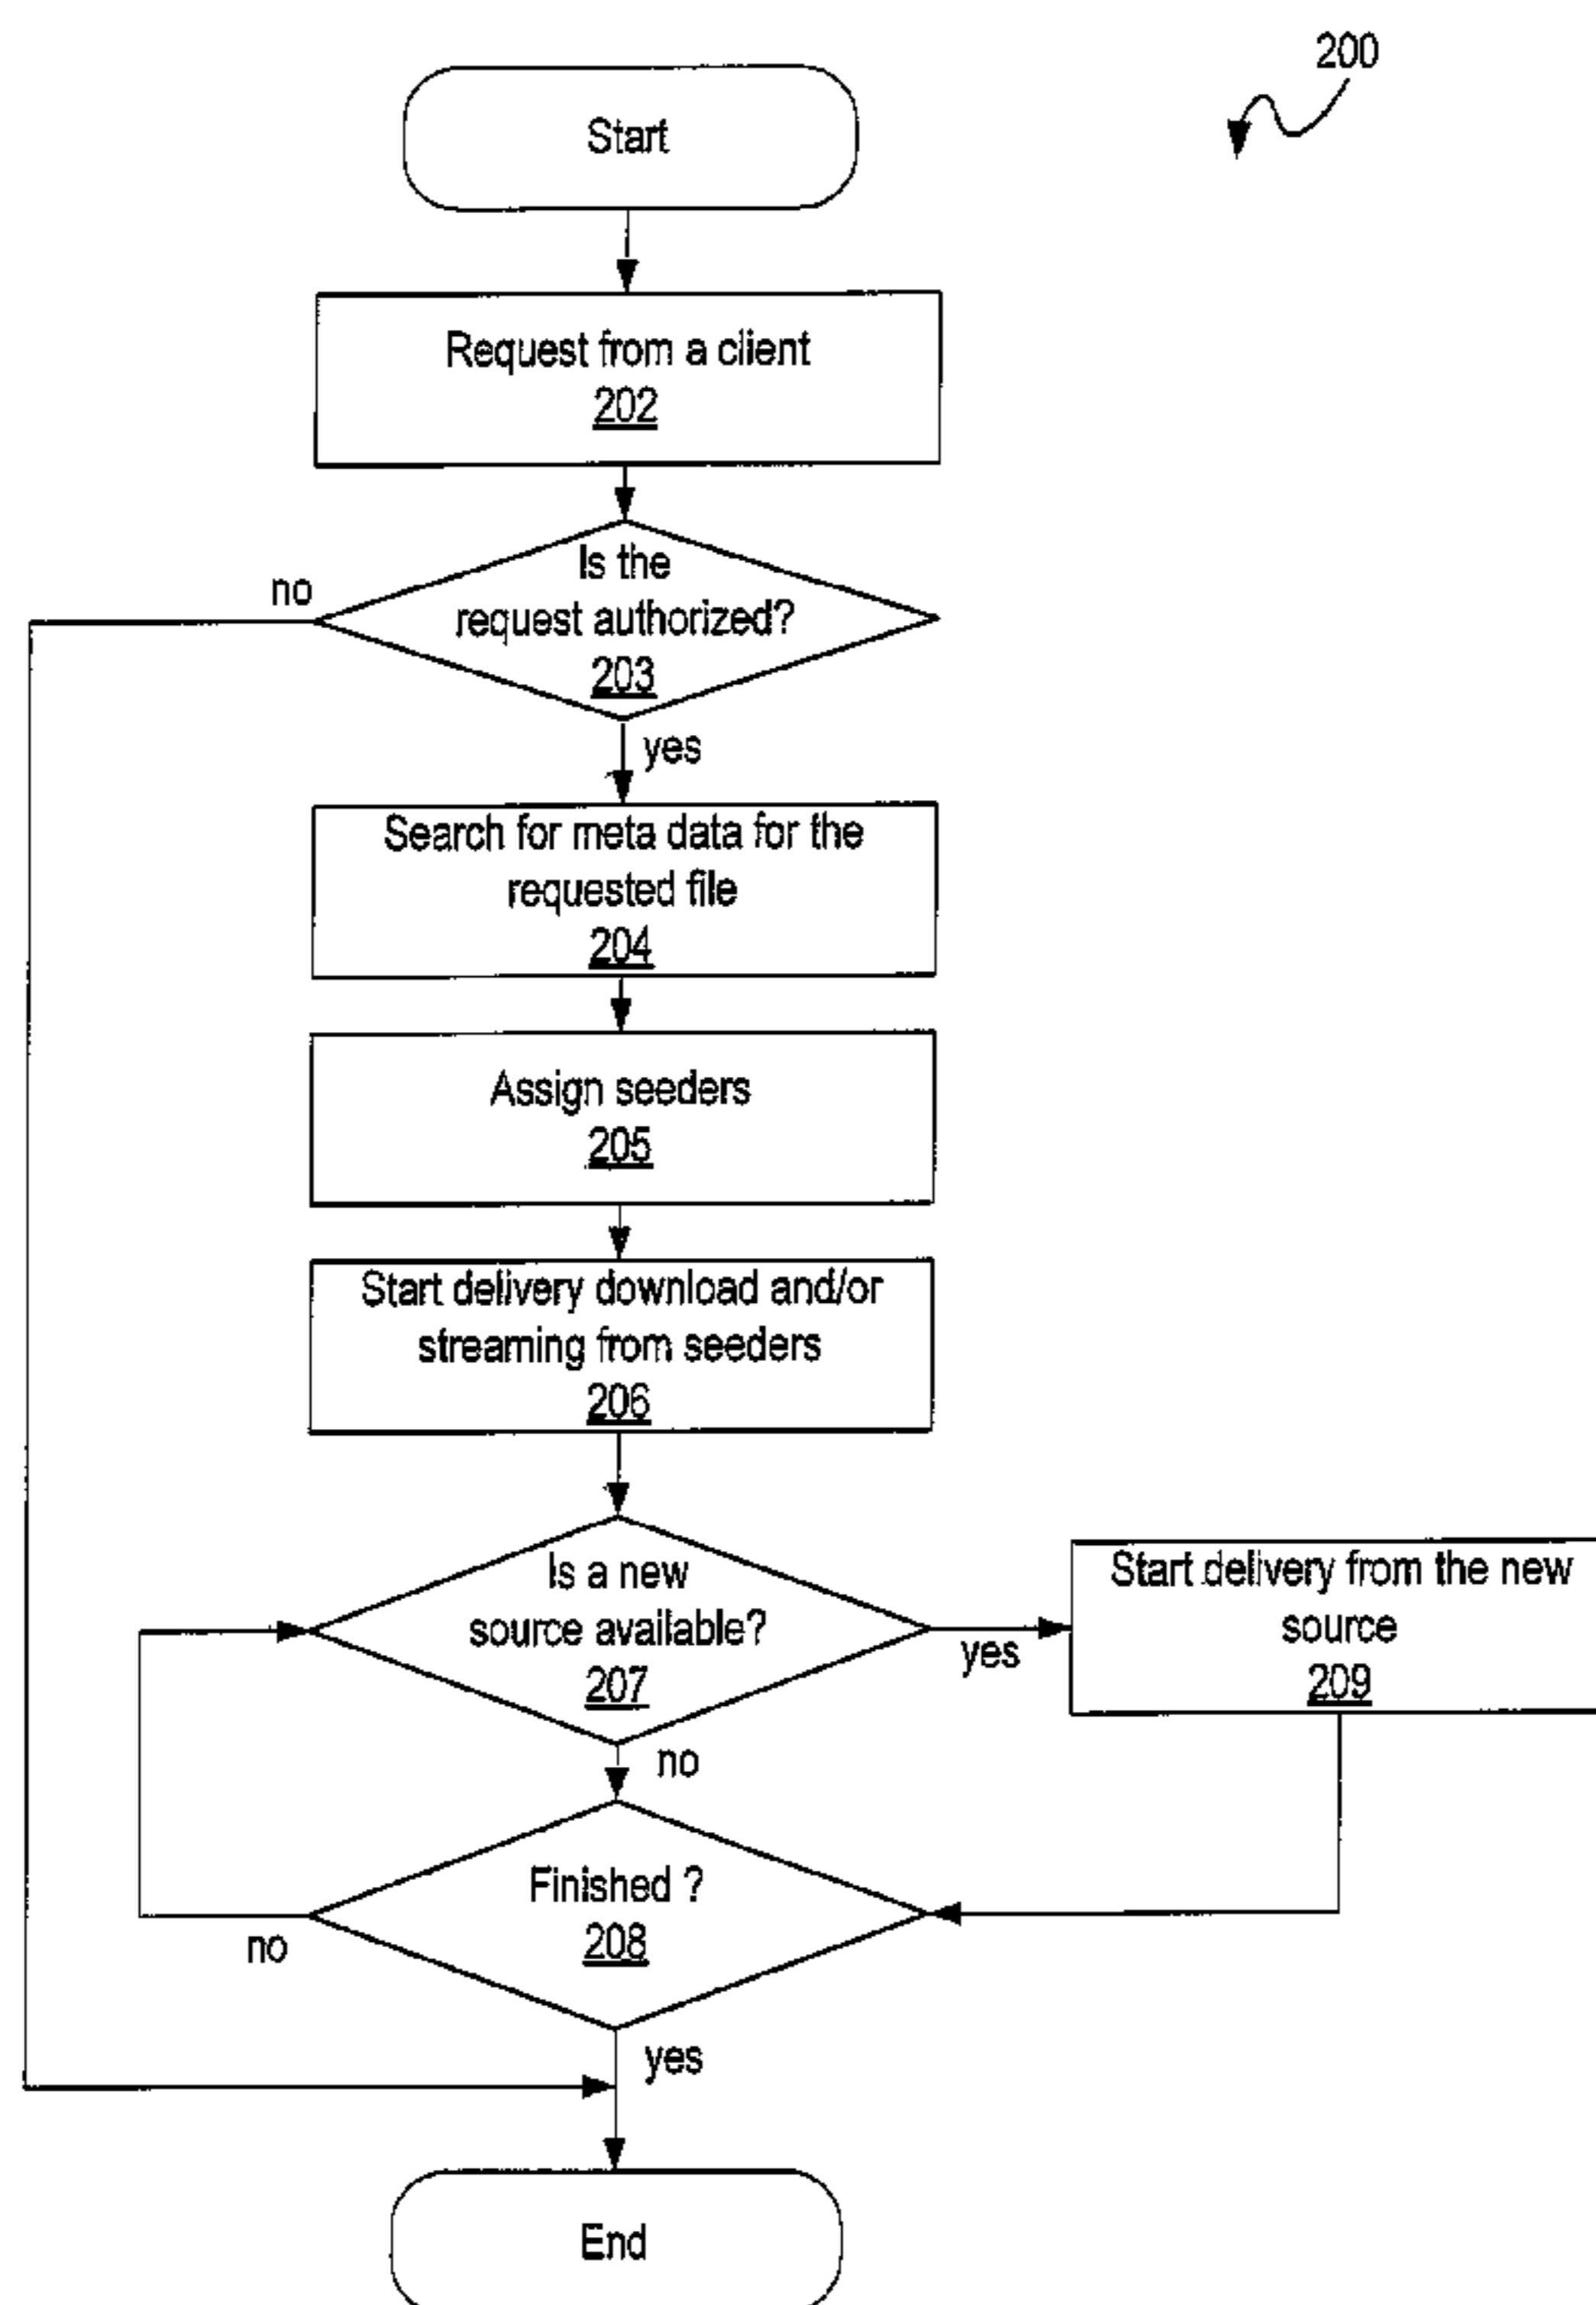 200
Start
Request from a client
202
Is the
request authorized?
203
no
yes
Search for meta data for the
requested file
204
Assign seeders
205
Start delivery download and/or
streaming from seeders
206
Is a new
source available?
207
yes
Start delivery from the new
source
209
no
Finished ?
208
no
yes
End